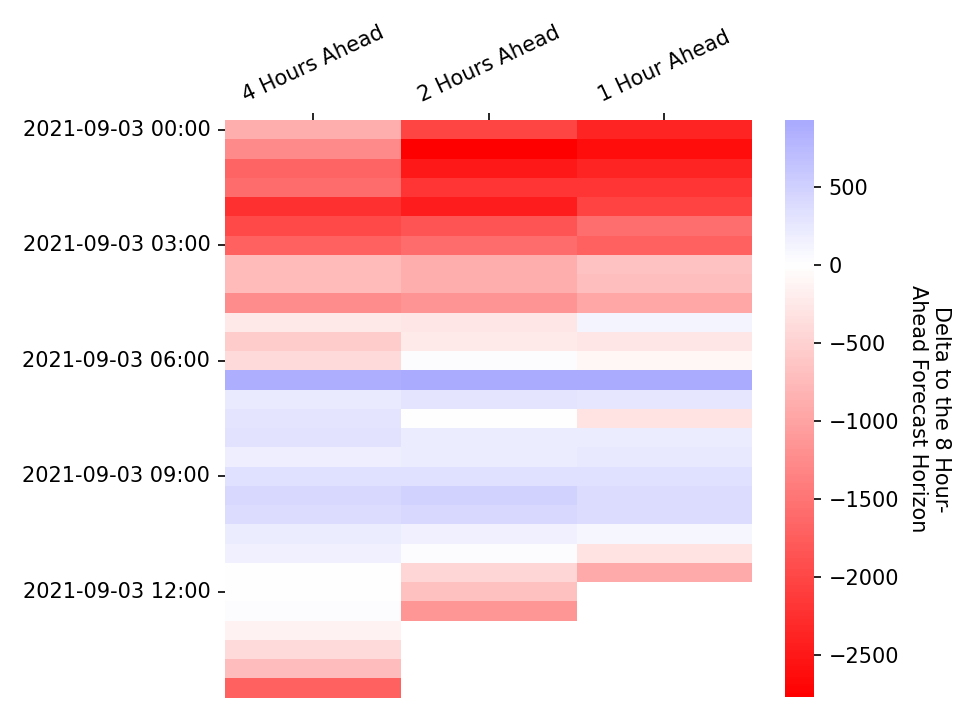 4 Hours Ahead
2 Hours Ahead
1 Hour Ahead
2021-09-03 00:00
2021-09-03 03:00
2021-09-03 06:00
2021-09-03 09:00
2021-09-03 12:00
500
0
−500
−1000
−1500
−2000
−2500
Delta to the 8 Hour-
Ahead Forecast Horizon